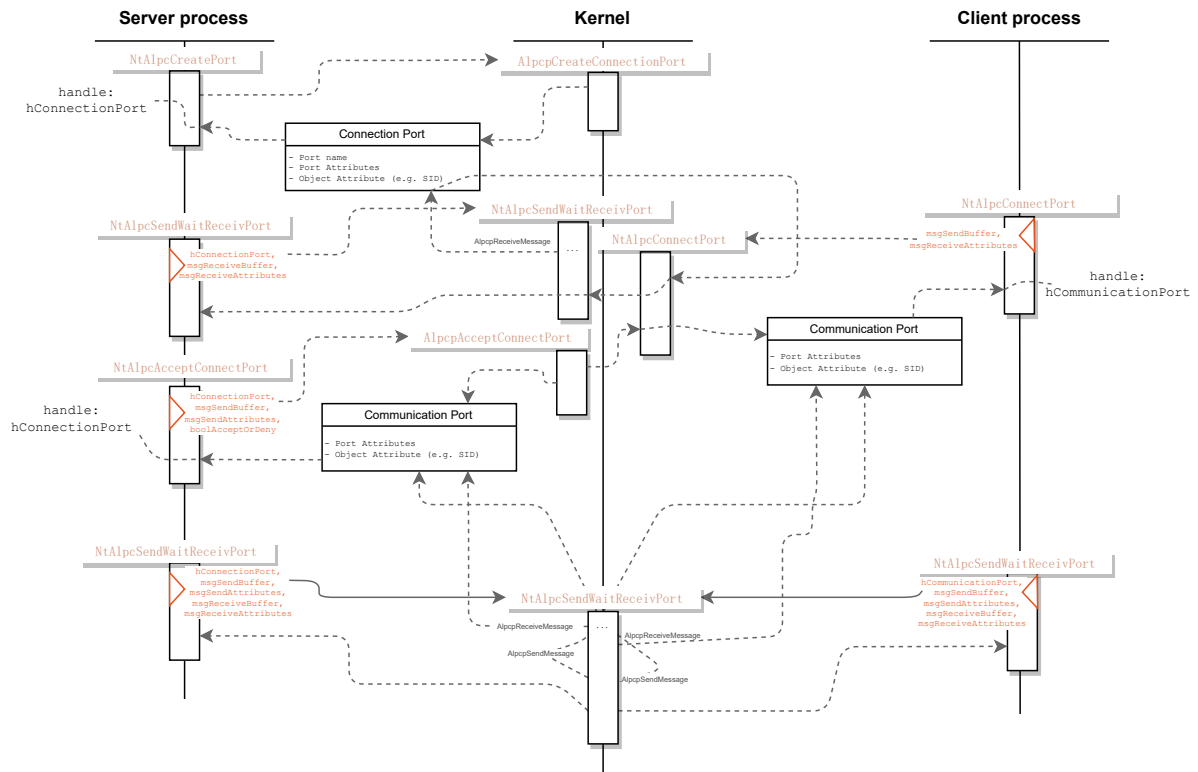 Server process
Kernel
Client process
NtAlpcCreatePort
AlpcpCreateConnectionPort
handle:
hConnectionPort
Connection Port
- Port name
- Port Attributes
- Object Attribute (e.g. SID)
NtAlpcSendWaitReceivPort
NtAlpcSendWaitReceivPort
NtAlpcConnectPort
hConnectionPort,
msgReceiveBuffer,
msgReceiveAttributes
AlpcpReceiveMessage
...
NtAlpcConnectPort
msgSendBuffer,
msgReceiveAttributes
handle:
hCommunicationPort
AlpcpAcceptConnectPort
Communication Port
- Port Attributes
- Object Attribute (e.g. SID)
NtAlpcAcceptConnectPort
hConnectionPort,
msgSendBuffer,
msgSendAttributes,
boolAcceptOrDeny
handle:
hConnectionPort
Communication Port
- Port Attributes
- Object Attribute (e.g. SID)
NtAlpcSendWaitReceivPort
hConnectionPort,
msgSendBuffer,
msgSendAttributes,
msgReceiveBuffer,
msgReceiveAttributes
NtAlpcSendWaitReceivPort
NtAlpcSendWaitReceivPort
hCommunicationPort,
msgSendBuffer,
msgSendAttributes,
msgReceiveBuffer,
msgReceiveAttributes
AlpcpReceiveMessage
...
AlpcpReceiveMessage
AlpcpSendMessage
AlpcpSendMessage